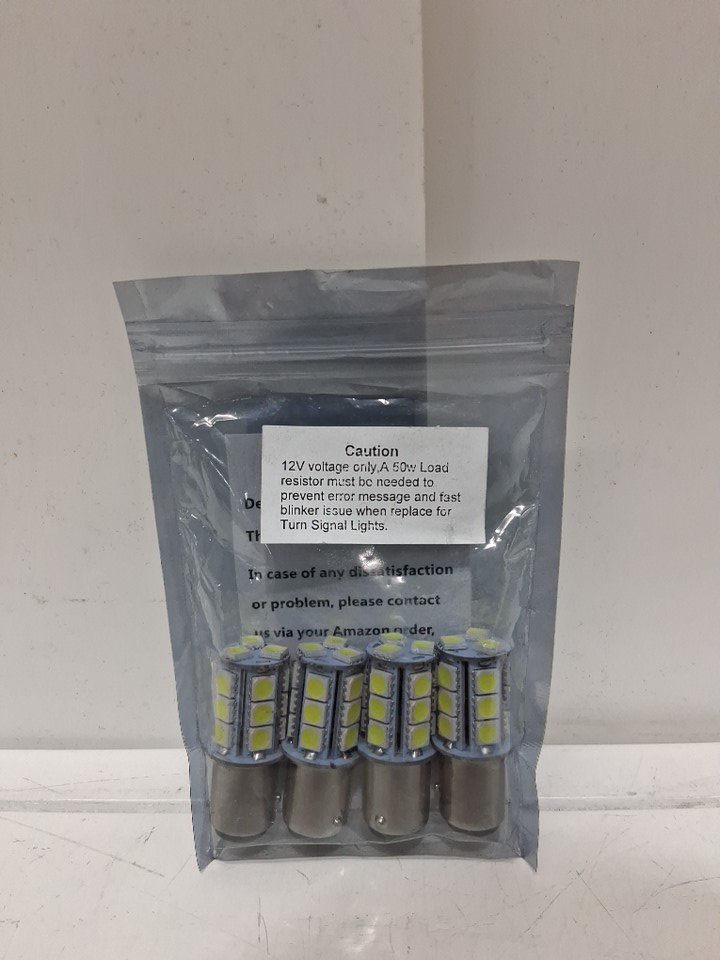 Caution
12V voltage only,A 50w Load
resistor must be needed to
prevent error message and fast
blinker issue when replace for
Turn Signal Lights.
In case of any dissatisfaction
or problem, please contact
us via your Amazon order,